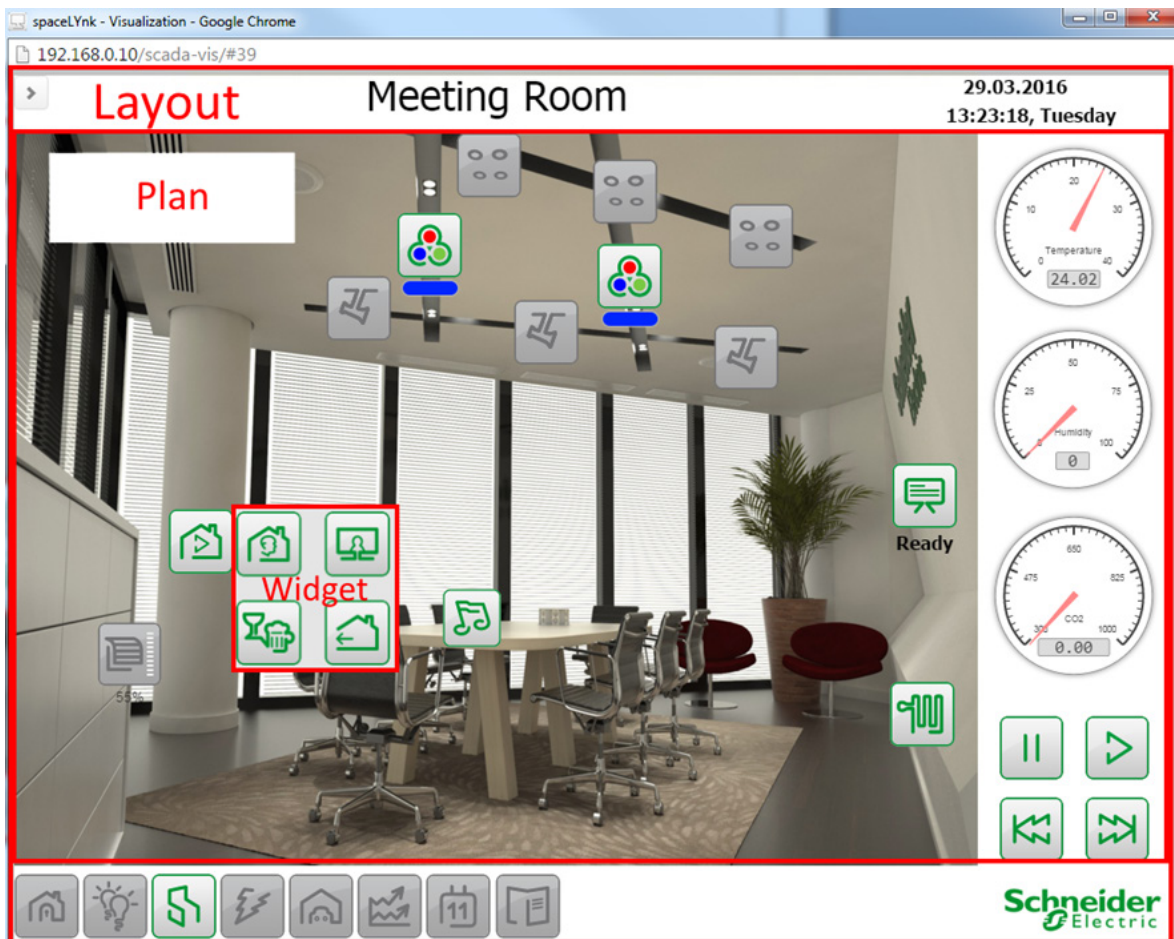 spaceLYnk - Visualization - Google Chrome
192.168.0.10/scada-vis/#39
Layout
Meeting Room
29.03.2016
13:23:18, Tuesday
Plan
10
20
30
Temperature
0
40
24.02
25
50
75
Humidity
0
100
0
Ready
Widget
55%
475
650
825
CO2
300
1000
0.00
11
Schneider
Electric